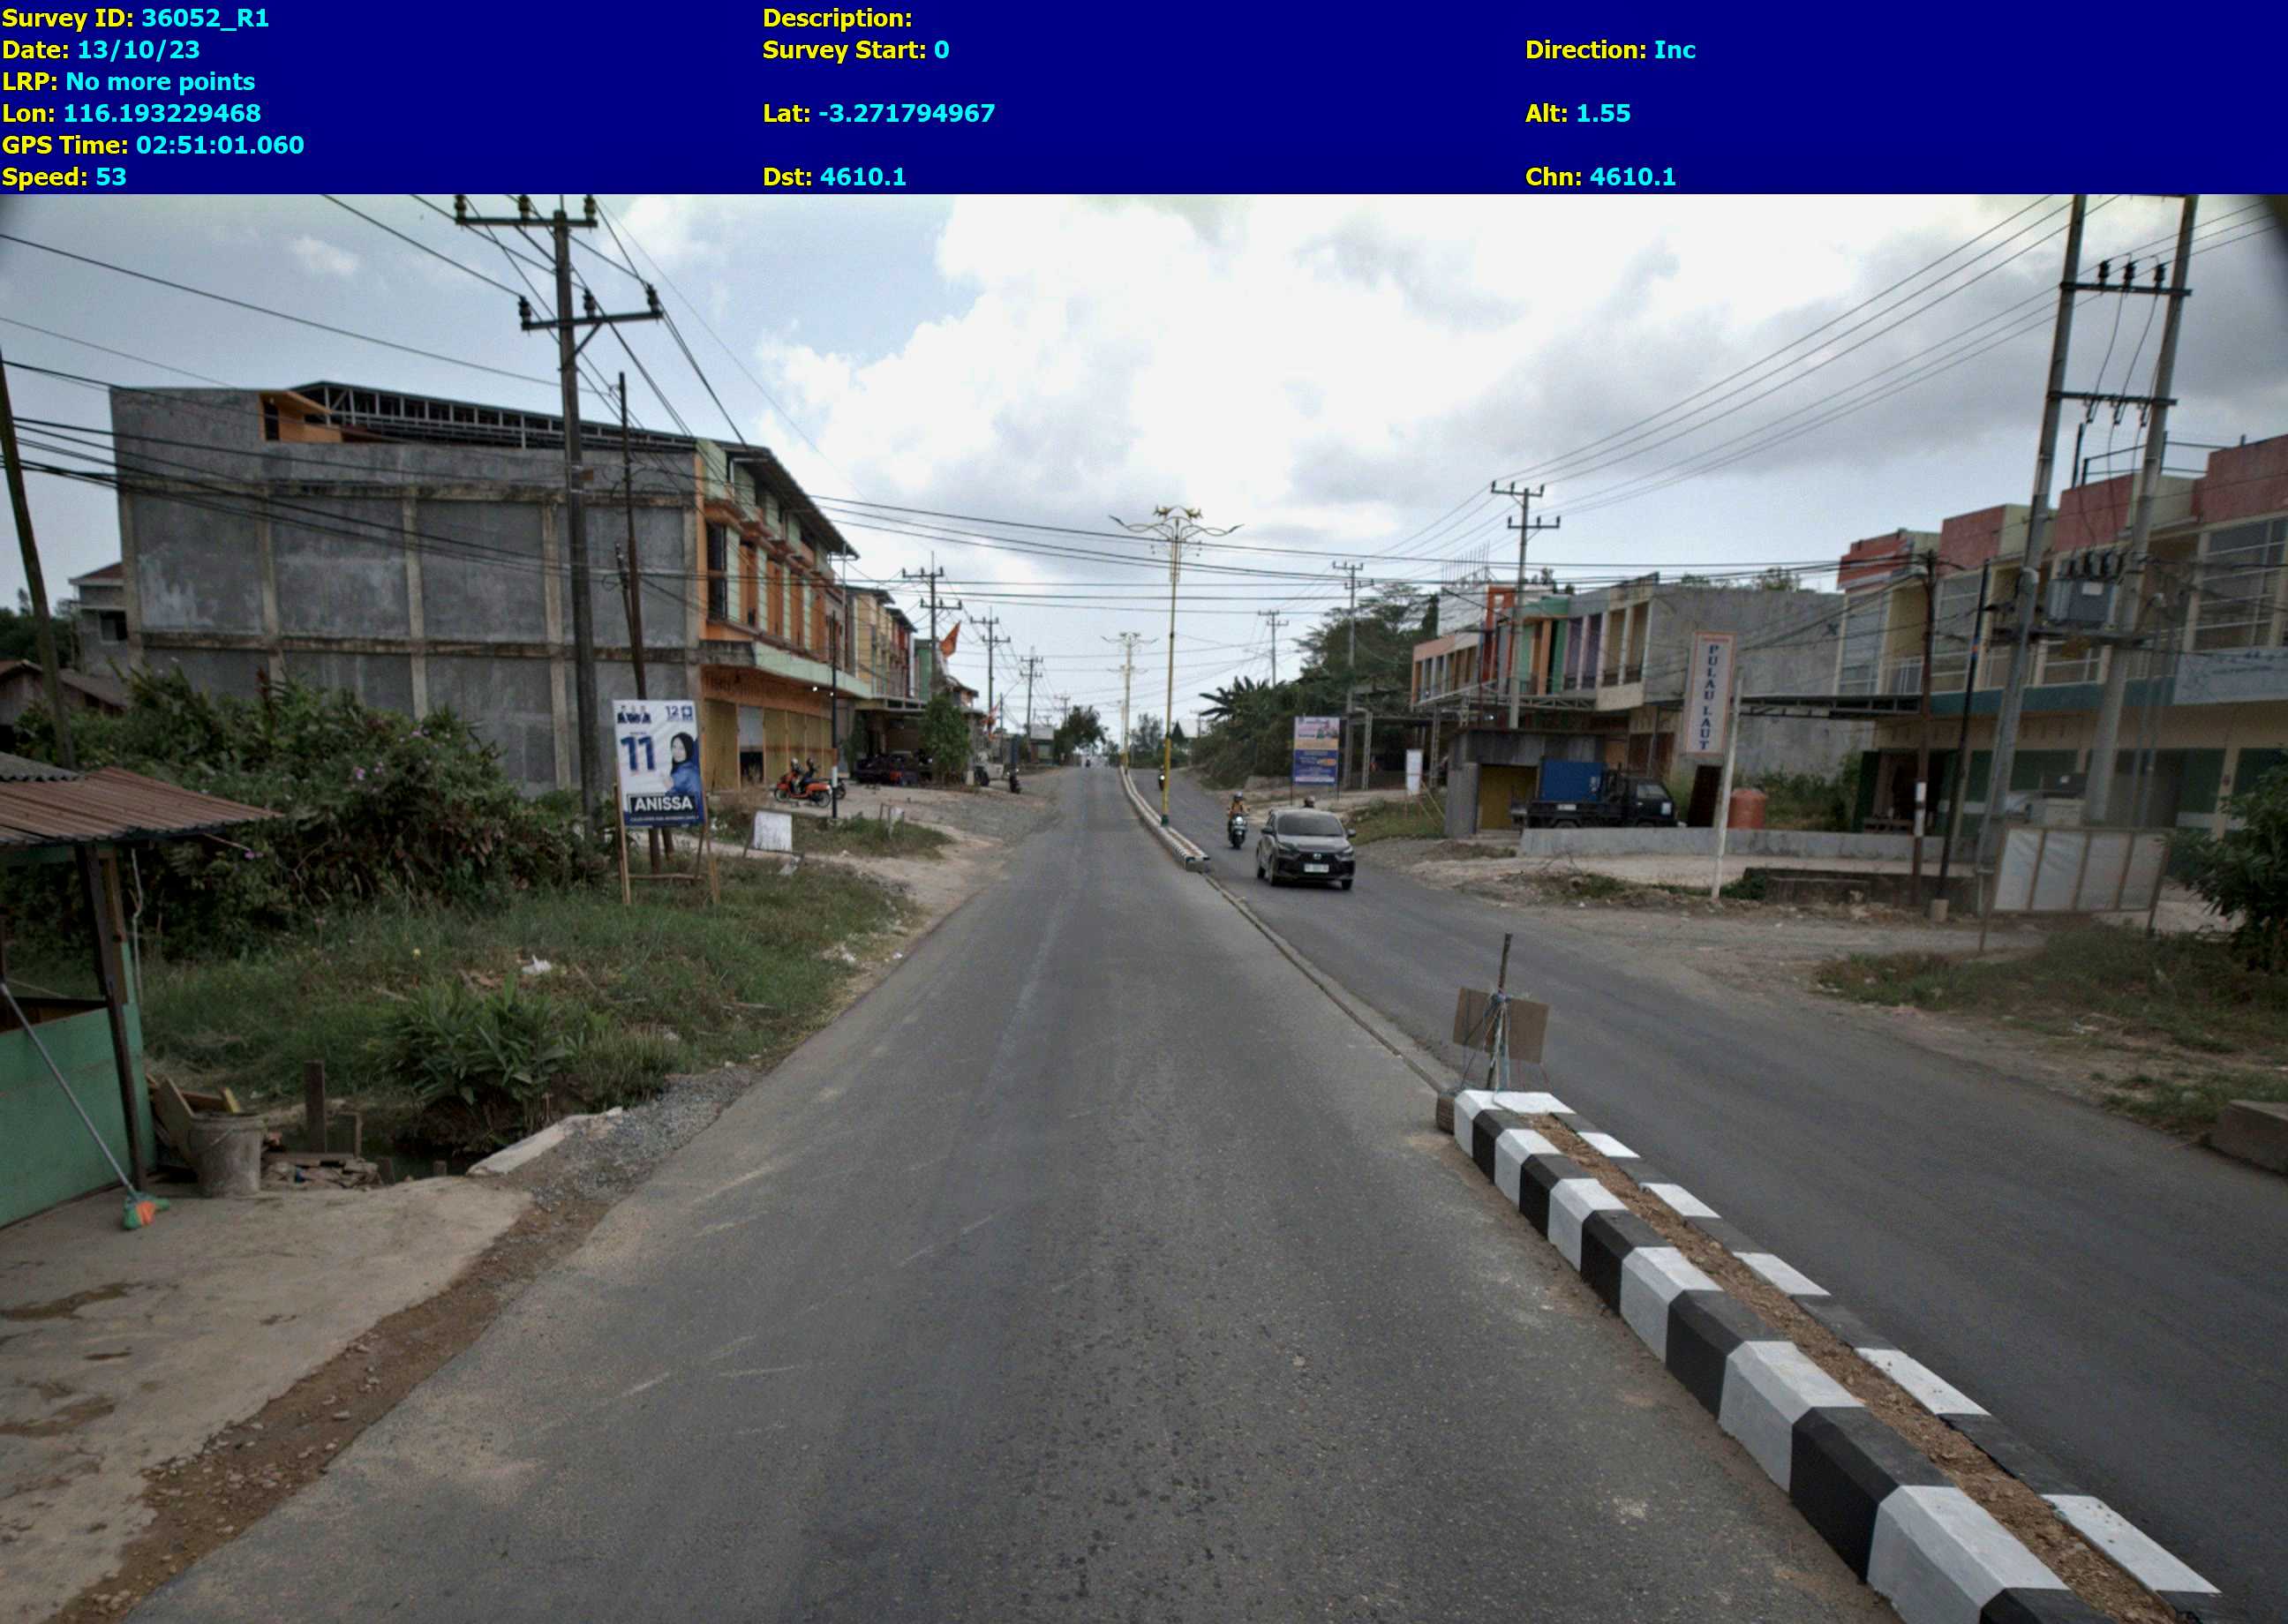 Survey ID: 36052_R1
Description:
Date: 13/10/23
Survey Start: 0
Direction: Inc
LRP: No more points
Lon: 116.193229468
Lat: -3.271794967
Alt: 1.55
GPS Time: 02:51:01.060
Speed: 53
Dst: 4610.1
Chn: 4610.1
12
11
ANISSA
PULAU LAUT